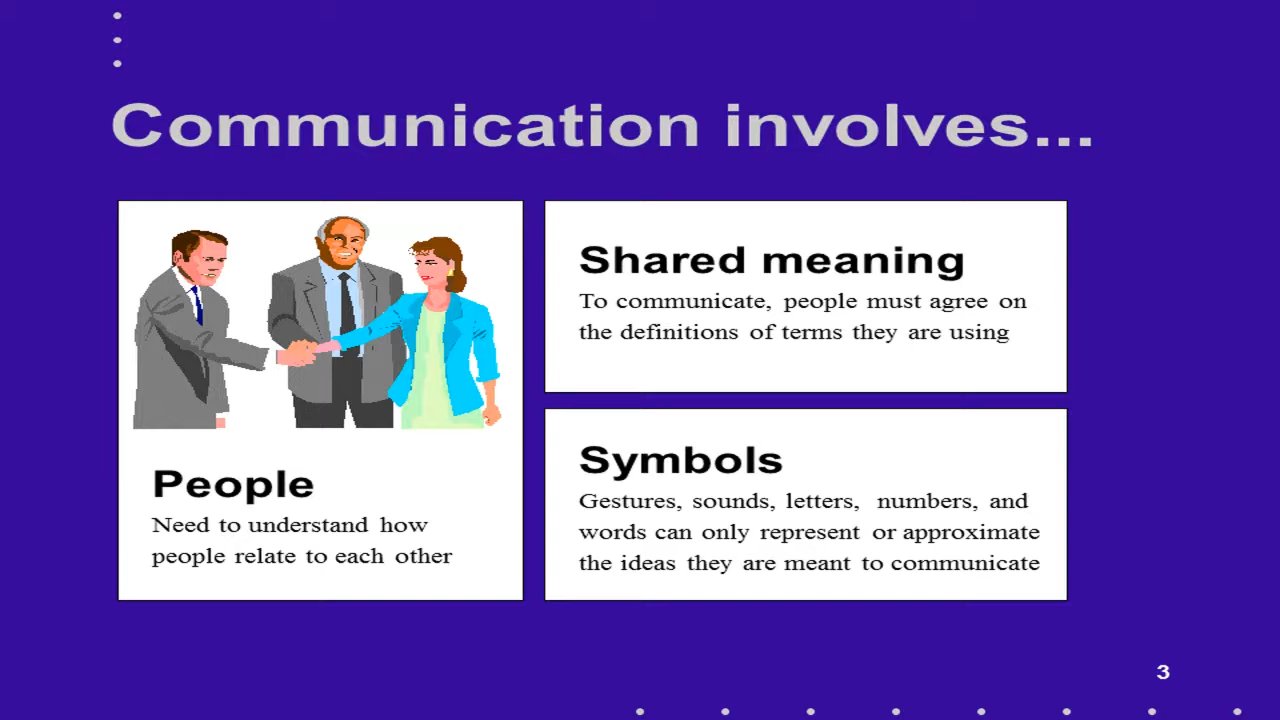 Communication involves...
People
Need to understand how
people relate to each other
Shared meaning
To communicate, people must agree on
the definitions of terms they are using
Symbols
Gestures, sounds, letters, numbers, and
words can only represent or approximate
the ideas they are meant to communicate
3